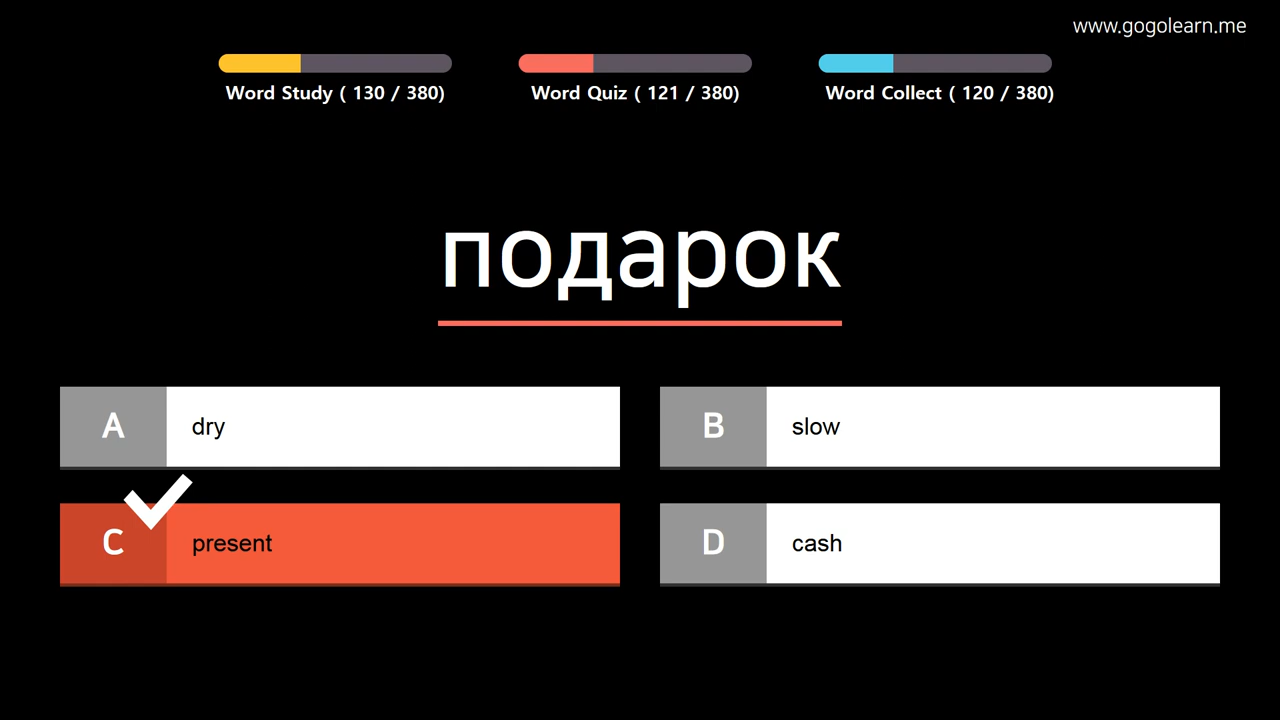 www.gogolearn.me
Word Study ( 130 / 380)
Word Quiz ( 121 / 380)
Word Collect ( 120 / 380)
подарок
A dry
B slow
C present
D cash